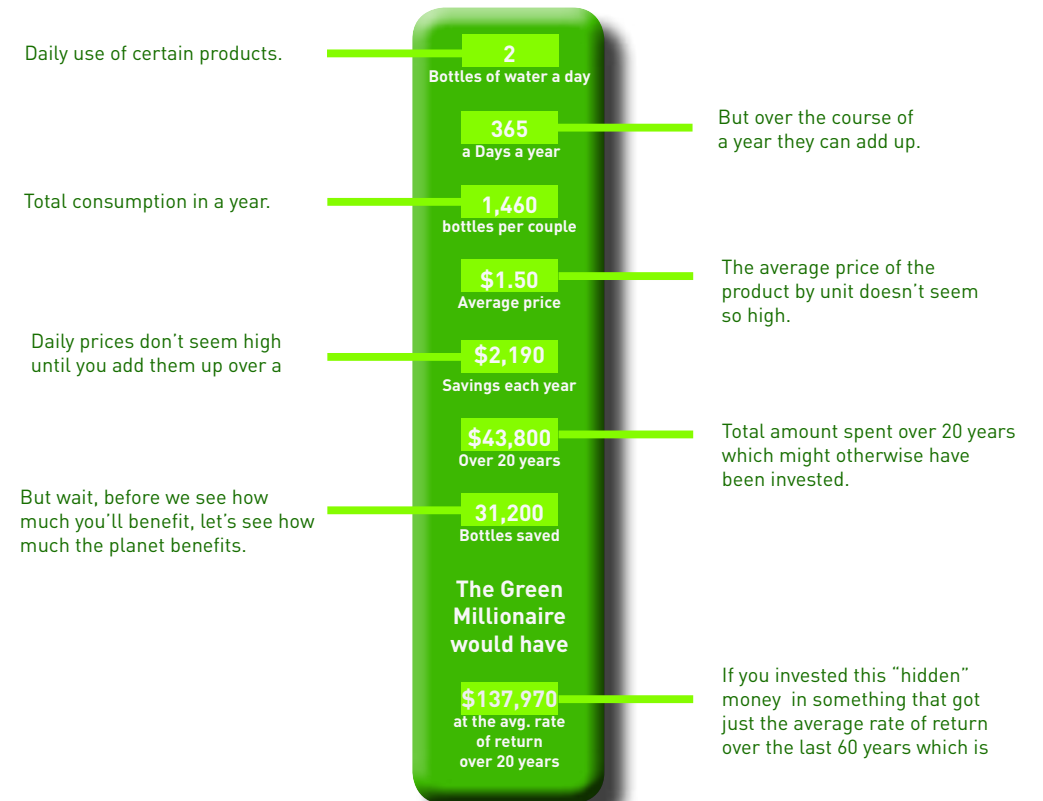 Daily use of certain products.
2
Bottles of water a day
365
a Days a year
But over the course of
a year they can add up.
Total consumption in a year.
1,460
bottles per couple
$1.50
Average price
The average price of the
product by unit doesn't seem
so high.
Daily prices don't seem high
until you add them up over a
$2,190
Savings each year
$43,800
Over 20 years
Total amount spent over 20 years
which might otherwise have
been invested.
But wait, before we see how
much you'll benefit, let's see how
much the planet benefits.
31,200
Bottles saved
The Green
Millionaire
would have
$137,970
at the avg. rate
of return
over 20 years
If you invested this "hidden"
money in something that got
just the average rate of return
over the last 60 years which is